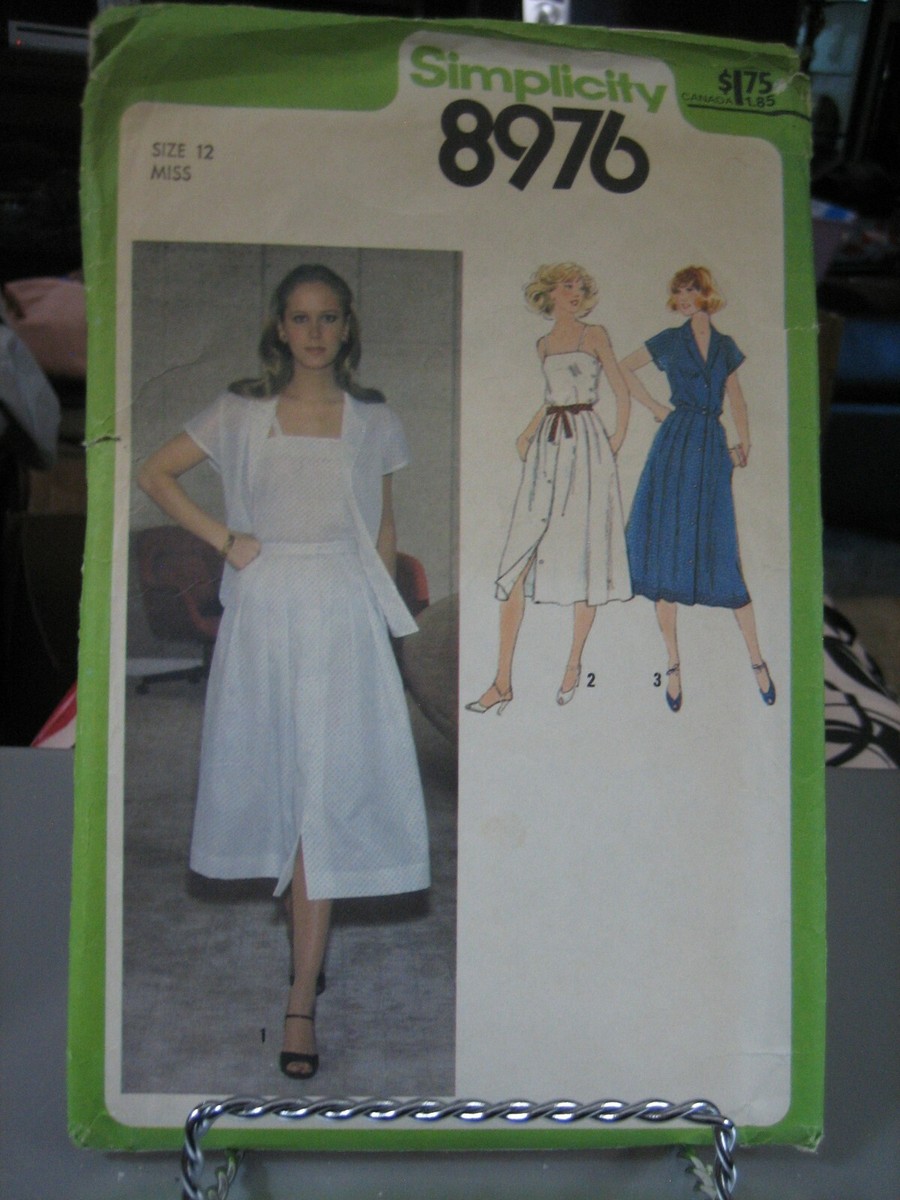 Simplicity
8976
$1.75
CANADA 1.85
SIZE 12
MISS
1
2
3